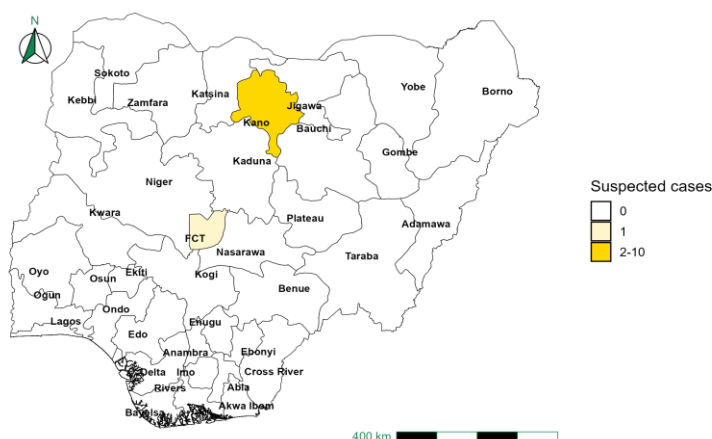 N
Sokoto
Kebbi
Zamfara
Katsina
Jigawa
Yobe
Borno
Kano
Bauchi
Kaduna
Gombe
Niger
Kwara
Plateau
Adamawa
FCT
Nasarawa
Taraba
Oyo
Osun
Ekiti
Kogi
Benue
Ogun
Lagos
Ondo
Edo
Enugu
Anambra
Ebonyi
Delta
Imo
Cross River
Rivers
Abia
Bayelsa
Akwa Ibom
Suspected cases
0
1
2-10
400 km